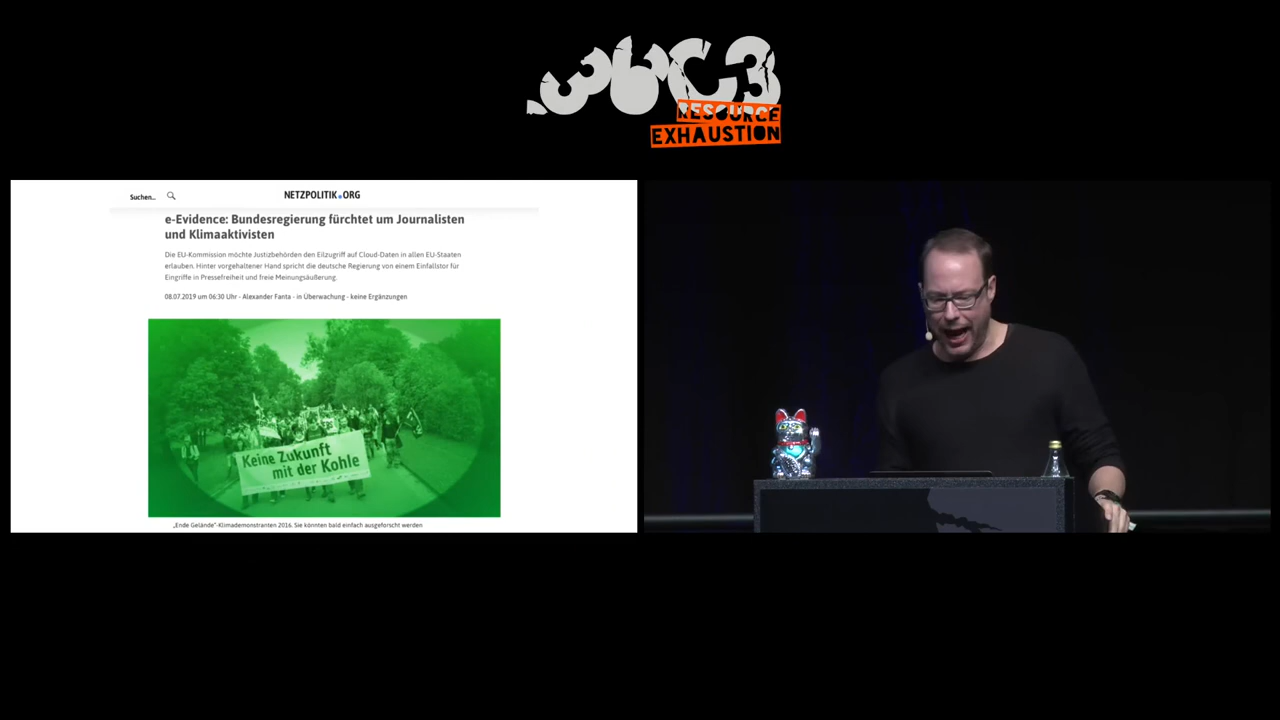 36C3
RESOURCE
EXHAUSTION
Suchen...
NETZPOLITIK.ORG
e-Evidence: Bundesregierung fürchtet um Journalisten
und Klimaaktivisten
Die EU-Kommission möchte Justizbehörden den Eilzugriff auf Cloud-Daten in allen EU-Staaten
erlauben. Hinter vorgehaltener Hand spricht die deutsche Regierung von einem Einfallstor für
Eingriffe in Pressefreiheit und freie Meinungsäußerung.
08.07.2019 um 06:30 Uhr - Alexander Fanta - in Überwachung - keine Ergänzungen
Keine Zukunft
mit der Kohle
„Ende Gelände"-Klimademonstranten 2016. Sie könnten bald einfach ausgeforscht werden